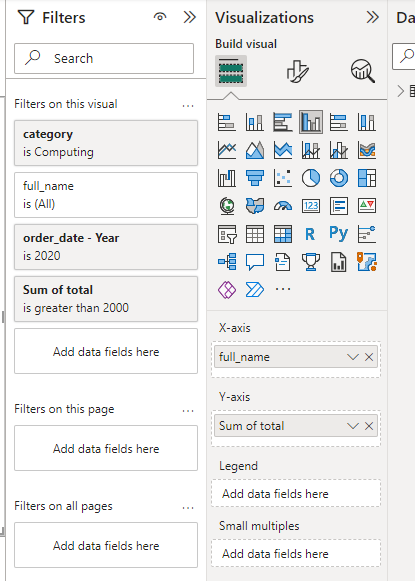 Filters
Search
Filters on this visual
...
category
is Computing
full_name
is (All)
order_date - Year
is 2020
Sum of total
is greater than 2000
Add data fields here
Filters on this page
...
Add data fields here
Filters on all pages
...
Add data fields here
Visualizations
Build visual
123
R
Py
...
X-axis
full_name
Y-axis
Sum of total
Legend
Add data fields here
Small multiples
Add data fields here
Da